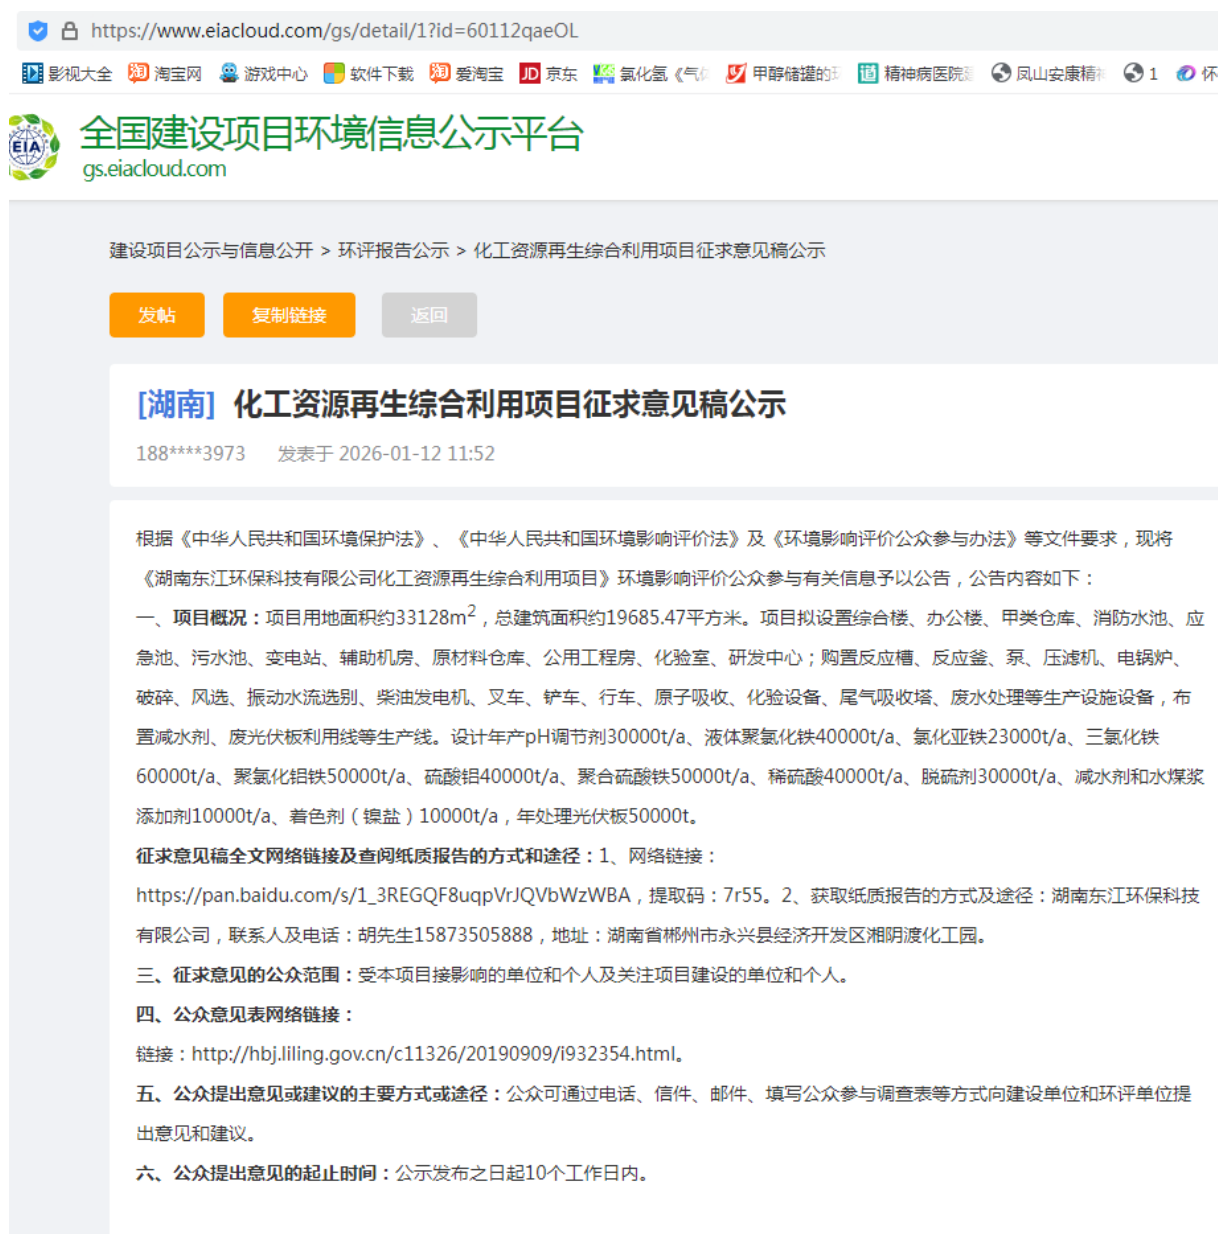 https://www.eiacloud.com/gs/detail/1?id=60112qaeOL
影视大全 淘宝网 游戏中心 软件下载 爱淘宝 JD 京东 氯化氢《气体 甲醇储罐的 精神病医院 凤山安康精神 1 怀
EIA
全国建设项目环境信息公示平台
gs.eiacloud.com
建设项目公示与信息公开 > 环评报告公示 > 化工资源再生综合利用项目征求意见稿公示
发帖 复制链接 返回
[湖南] 化工资源再生综合利用项目征求意见稿公示
188****3973 发表于 2026-01-12 11:52
根据《中华人民共和国环境保护法》、《中华人民共和国环境影响评价法》及《环境影响评价公众参与办法》等文件要求，现将
《湖南东江环保科技有限公司化工资源再生综合利用项目》环境影响评价公众参与有关信息予以公告，公告内容如下：
一、项目概况：项目用地面积约33128m²，总建筑面积约19685.47平方米。项目拟设置综合楼、办公楼、甲类仓库、消防水池、应
急池、污水池、变电站、辅助机房、原材料仓库、公用工程房、化验室、研发中心；购置反应槽、反应釜、泵、压滤机、电锅炉、
破碎、风选、振动水流选别、柴油发电机、叉车、铲车、行车、原子吸收、化验设备、尾气吸收塔、废水处理等生产设施设备，布
置减水剂、废光伏板利用线等生产线。设计年产pH调节剂30000t/a、液体聚氯化铁40000t/a、氯化亚铁23000t/a、三氯化铁
60000t/a、聚氯化铝铁50000t/a、硫酸铝40000t/a、聚合硫酸铁50000t/a、稀硫酸40000t/a、脱硫剂30000t/a、减水剂和水煤浆
添加剂10000t/a、着色剂（镍盐）10000t/a，年处理光伏板50000t。
征求意见稿全文网络链接及查阅纸质报告的方式和途径：1、网络链接：
https://pan.baidu.com/s/1_3REGQF8uqpVrJQVbWzWBA，提取码：7r55。2、获取纸质报告的方式及途径：湖南东江环保科技
有限公司，联系人及电话：胡先生15873505888，地址：湖南省郴州市永兴县经济开发区湘阴渡化工园。
三、征求意见的公众范围：受本项目接影响的单位和个人及关注项目建设的单位和个人。
四、公众意见表网络链接：
链接：http://hbj.liling.gov.cn/c11326/20190909/i932354.html。
五、公众提出意见或建议的主要方式或途径：公众可通过电话、信件、邮件、填写公众参与调查表等方式向建设单位和环评单位提
出意见和建议。
六、公众提出意见的起止时间：公示发布之日起10个工作日内。